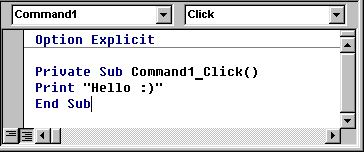 Command1 Click
Option Explicit
Private Sub Command1_Click()
Print "Hello :)"
End Sub